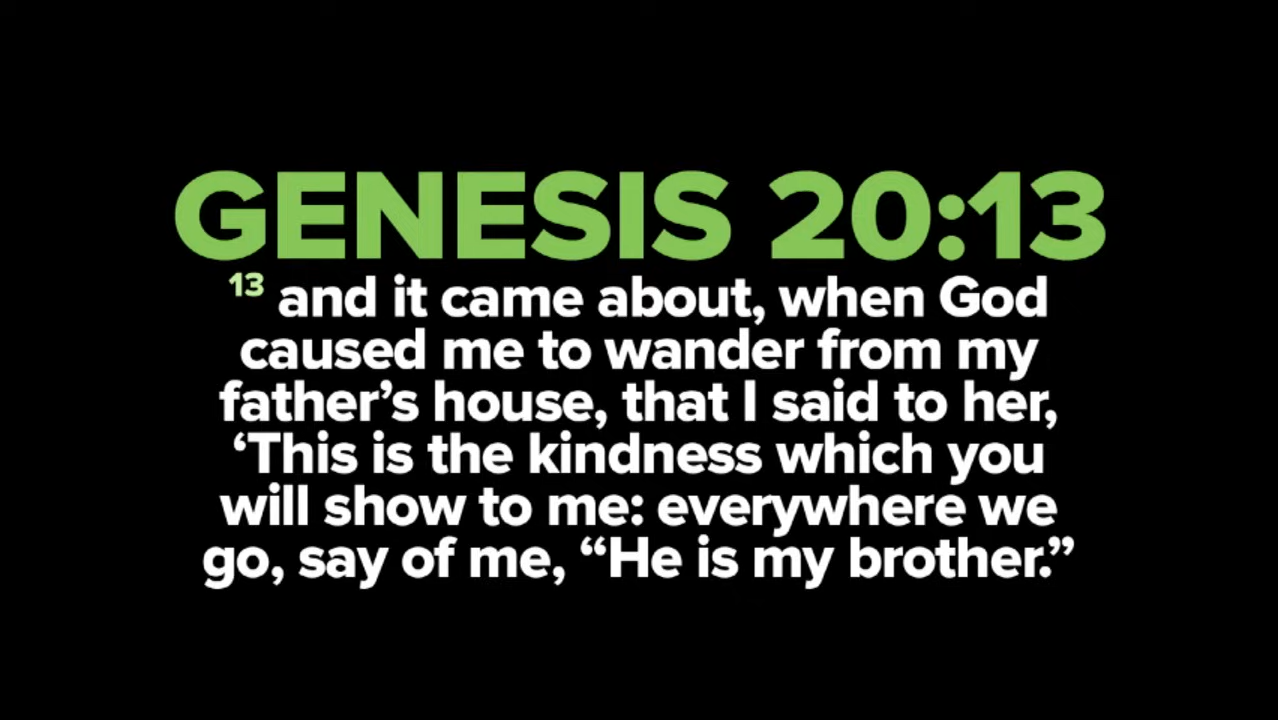 GENESIS 20:13
13 and it came about, when God
caused me to wander from my
father’s house, that I said to her,
‘This is the kindness which you
will show to me: everywhere we
go, say of me, “He is my brother.”